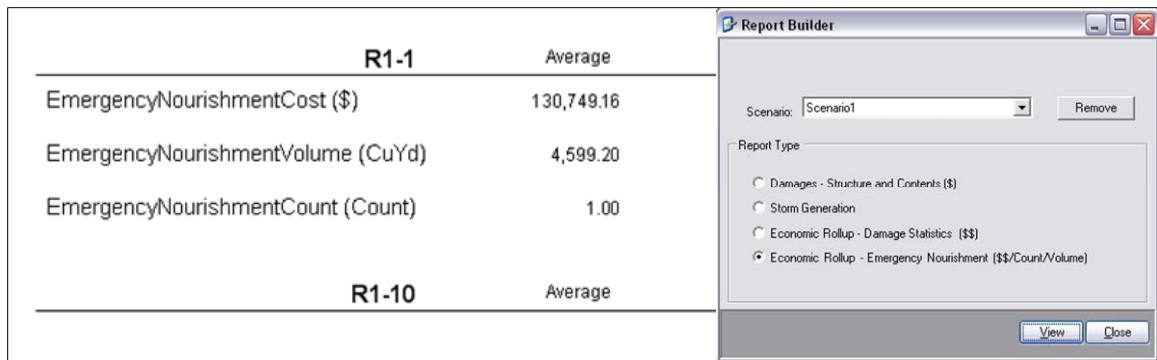 R1-1 Average
EmergencyNourishmentCost ($) 130,749.16
EmergencyNourishmentVolume (CuYd) 4,599.20
EmergencyNourishmentCount (Count) 1.00
R1-10 Average
Report Builder
Scenario: Scenario1 Remove
Report Type
Damages - Structure and Contents ($)
Storm Generation
Economic Rollup - Damage Statistics ($$)
Economic Rollup - Emergency Nourishment ($$/Count/Volume)
View Close